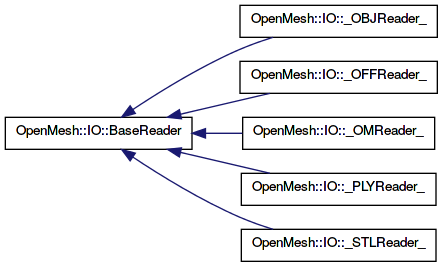 OpenMesh::IO::_OBJReader_
OpenMesh::IO::_OFFReader_
OpenMesh::IO::BaseReader
OpenMesh::IO::_OMReader_
OpenMesh::IO::_PLYReader_
OpenMesh::IO::_STLReader_